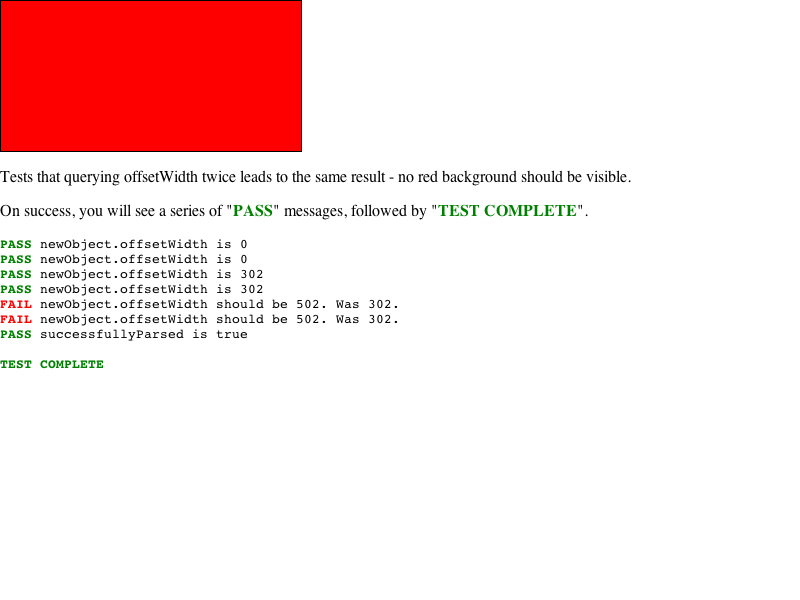 Tests that querying offsetWidth twice leads to the same result - no red background should be visible.
On success, you will see a series of "PASS" messages, followed by "TEST COMPLETE".
PASS newObject.offsetWidth is 0
PASS newObject.offsetWidth is 0
PASS newObject.offsetWidth is 302
PASS newObject.offsetWidth is 302
FAIL newObject.offsetWidth should be 502. Was 302.
FAIL newObject.offsetWidth should be 502. Was 302.
PASS successfullyParsed is true
TEST COMPLETE